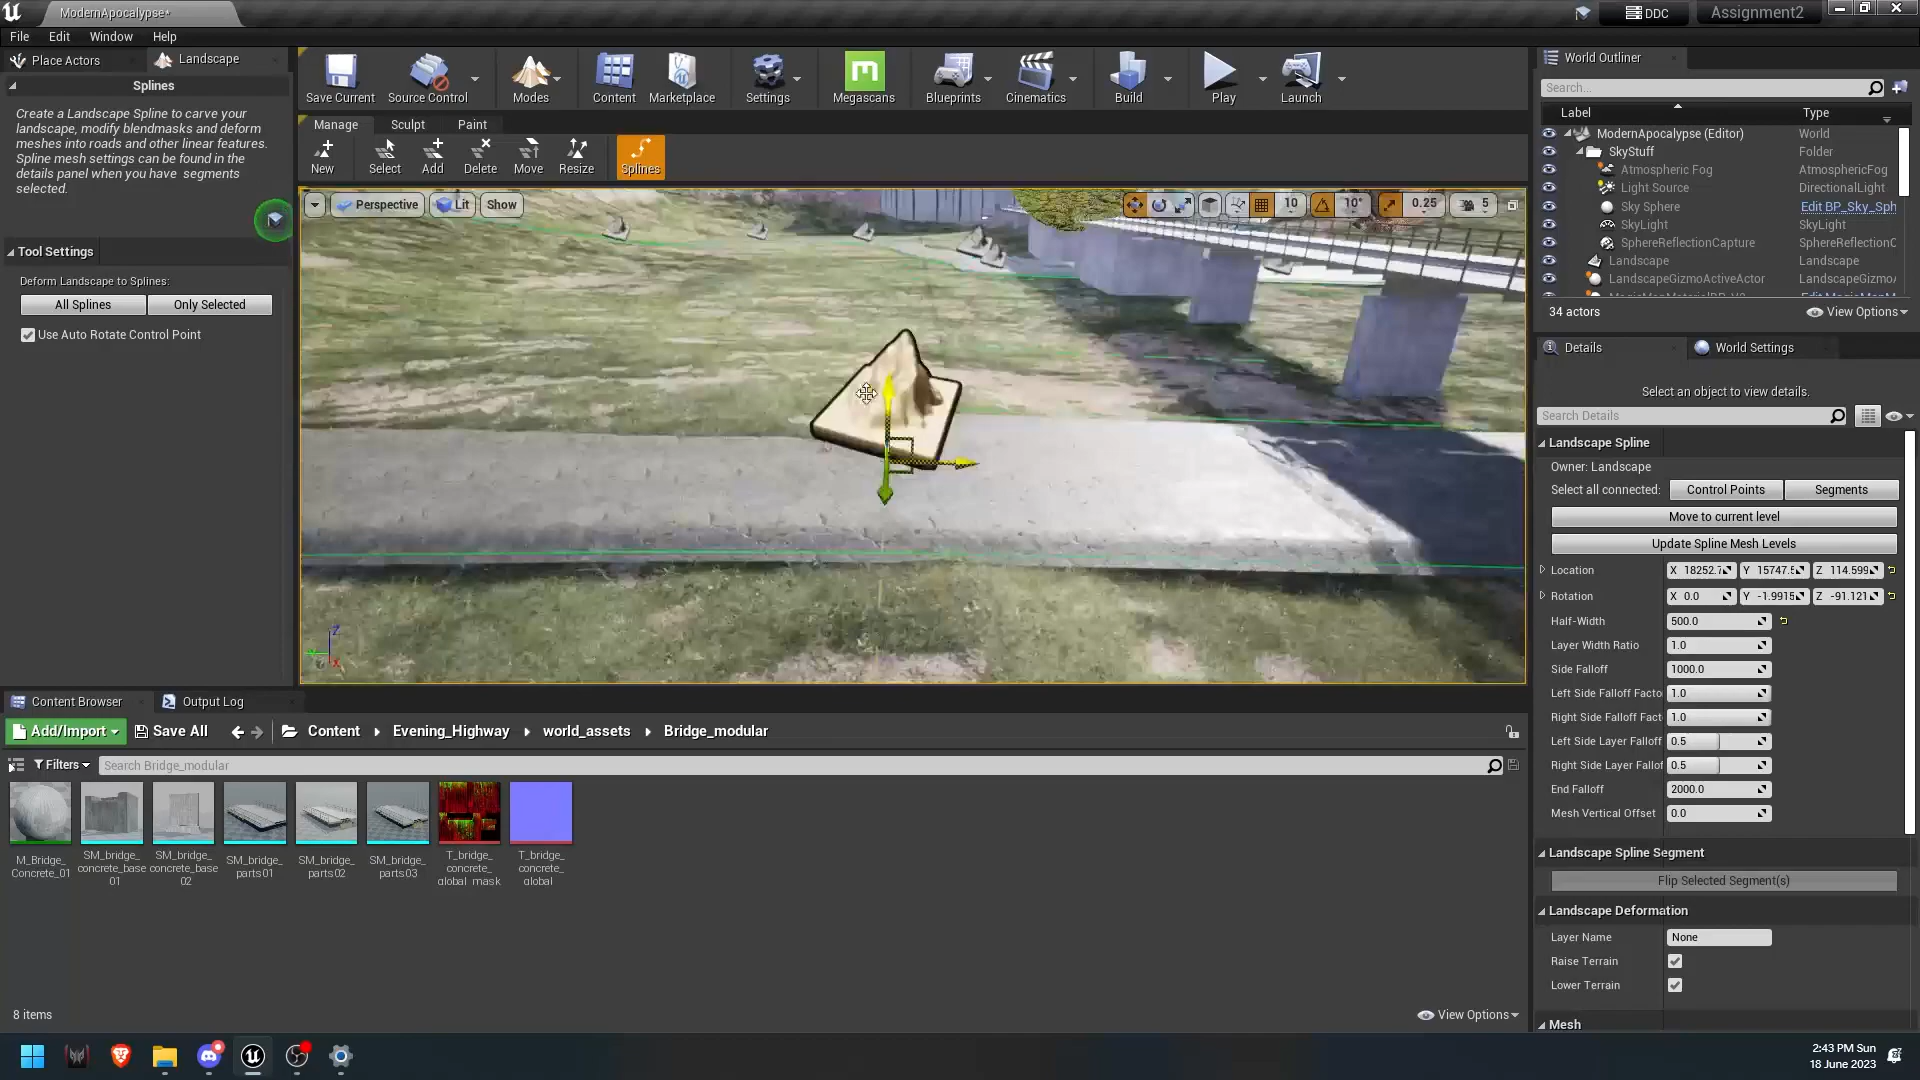 ModernApocalypse*
DDC
Assignment2
File
Edit
Window
Help
Place Actors
Landscape
Splines
Create a Landscape Spline to carve your
landscape, modify blendmasks and deform
meshes into roads and other linear features.
Spline mesh settings can be found in the
details panel when you have segments
selected.
Tool Settings
Deform Landscape to Splines:
All Splines
Only Selected
Use Auto Rotate Control Point
Save Current
Source Control
Modes
Content
Marketplace
Settings
Megascans
Blueprints
Cinematics
Build
Play
Launch
Manage
Sculpt
Paint
New
Select
Add
Delete
Move
Resize
Splines
Perspective
Lit
Show
10
10°
0.25
5
World Outliner
Search...
Label
Type
ModernApocalypse (Editor)
World
SkyStuff
Folder
Atmospheric Fog
AtmosphericFog
Light Source
DirectionalLight
Sky Sphere
Edit BP_Sky_Sph
SkyLight
SkyLight
SphereReflectionCapture
SphereReflectionC
Landscape
Landscape
LandscapeGizmoActiveActor
LandscapeGizmo
34 actors
View Options
Details
World Settings
Select an object to view details.
Search Details
Landscape Spline
Owner: Landscape
Select all connected:
Control Points
Segments
Move to current level
Update Spline Mesh Levels
Location
X 18252.7
Y 15747.5
Z 114.599
Rotation
X 0.0
Y -1.9915
Z -91.121
Half-Width
500.0
Layer Width Ratio
1.0
Side Falloff
1000.0
Left Side Falloff Facto
1.0
Right Side Falloff Fact
1.0
Left Side Layer Falloff
0.5
Right Side Layer Fallof
0.5
End Falloff
2000.0
Mesh Vertical Offset
0.0
Landscape Spline Segment
Flip Selected Segment(s)
Landscape Deformation
Layer Name
None
Raise Terrain
Lower Terrain
Mesh
Content Browser
Output Log
Add/Import
Save All
Content
Evening_Highway
world_assets
Bridge_modular
Filters
Search Bridge_modular
M_Bridge_
Concrete_01
SM_bridge_
concrete_base
01
SM_bridge_
concrete_base
02
SM_bridge_
parts01
SM_bridge_
parts02
SM_bridge_
parts03
T_bridge_
concrete_
global_mask
T_bridge_
concrete_
global
8 items
View Options
2:43 PM Sun
18 June 2023